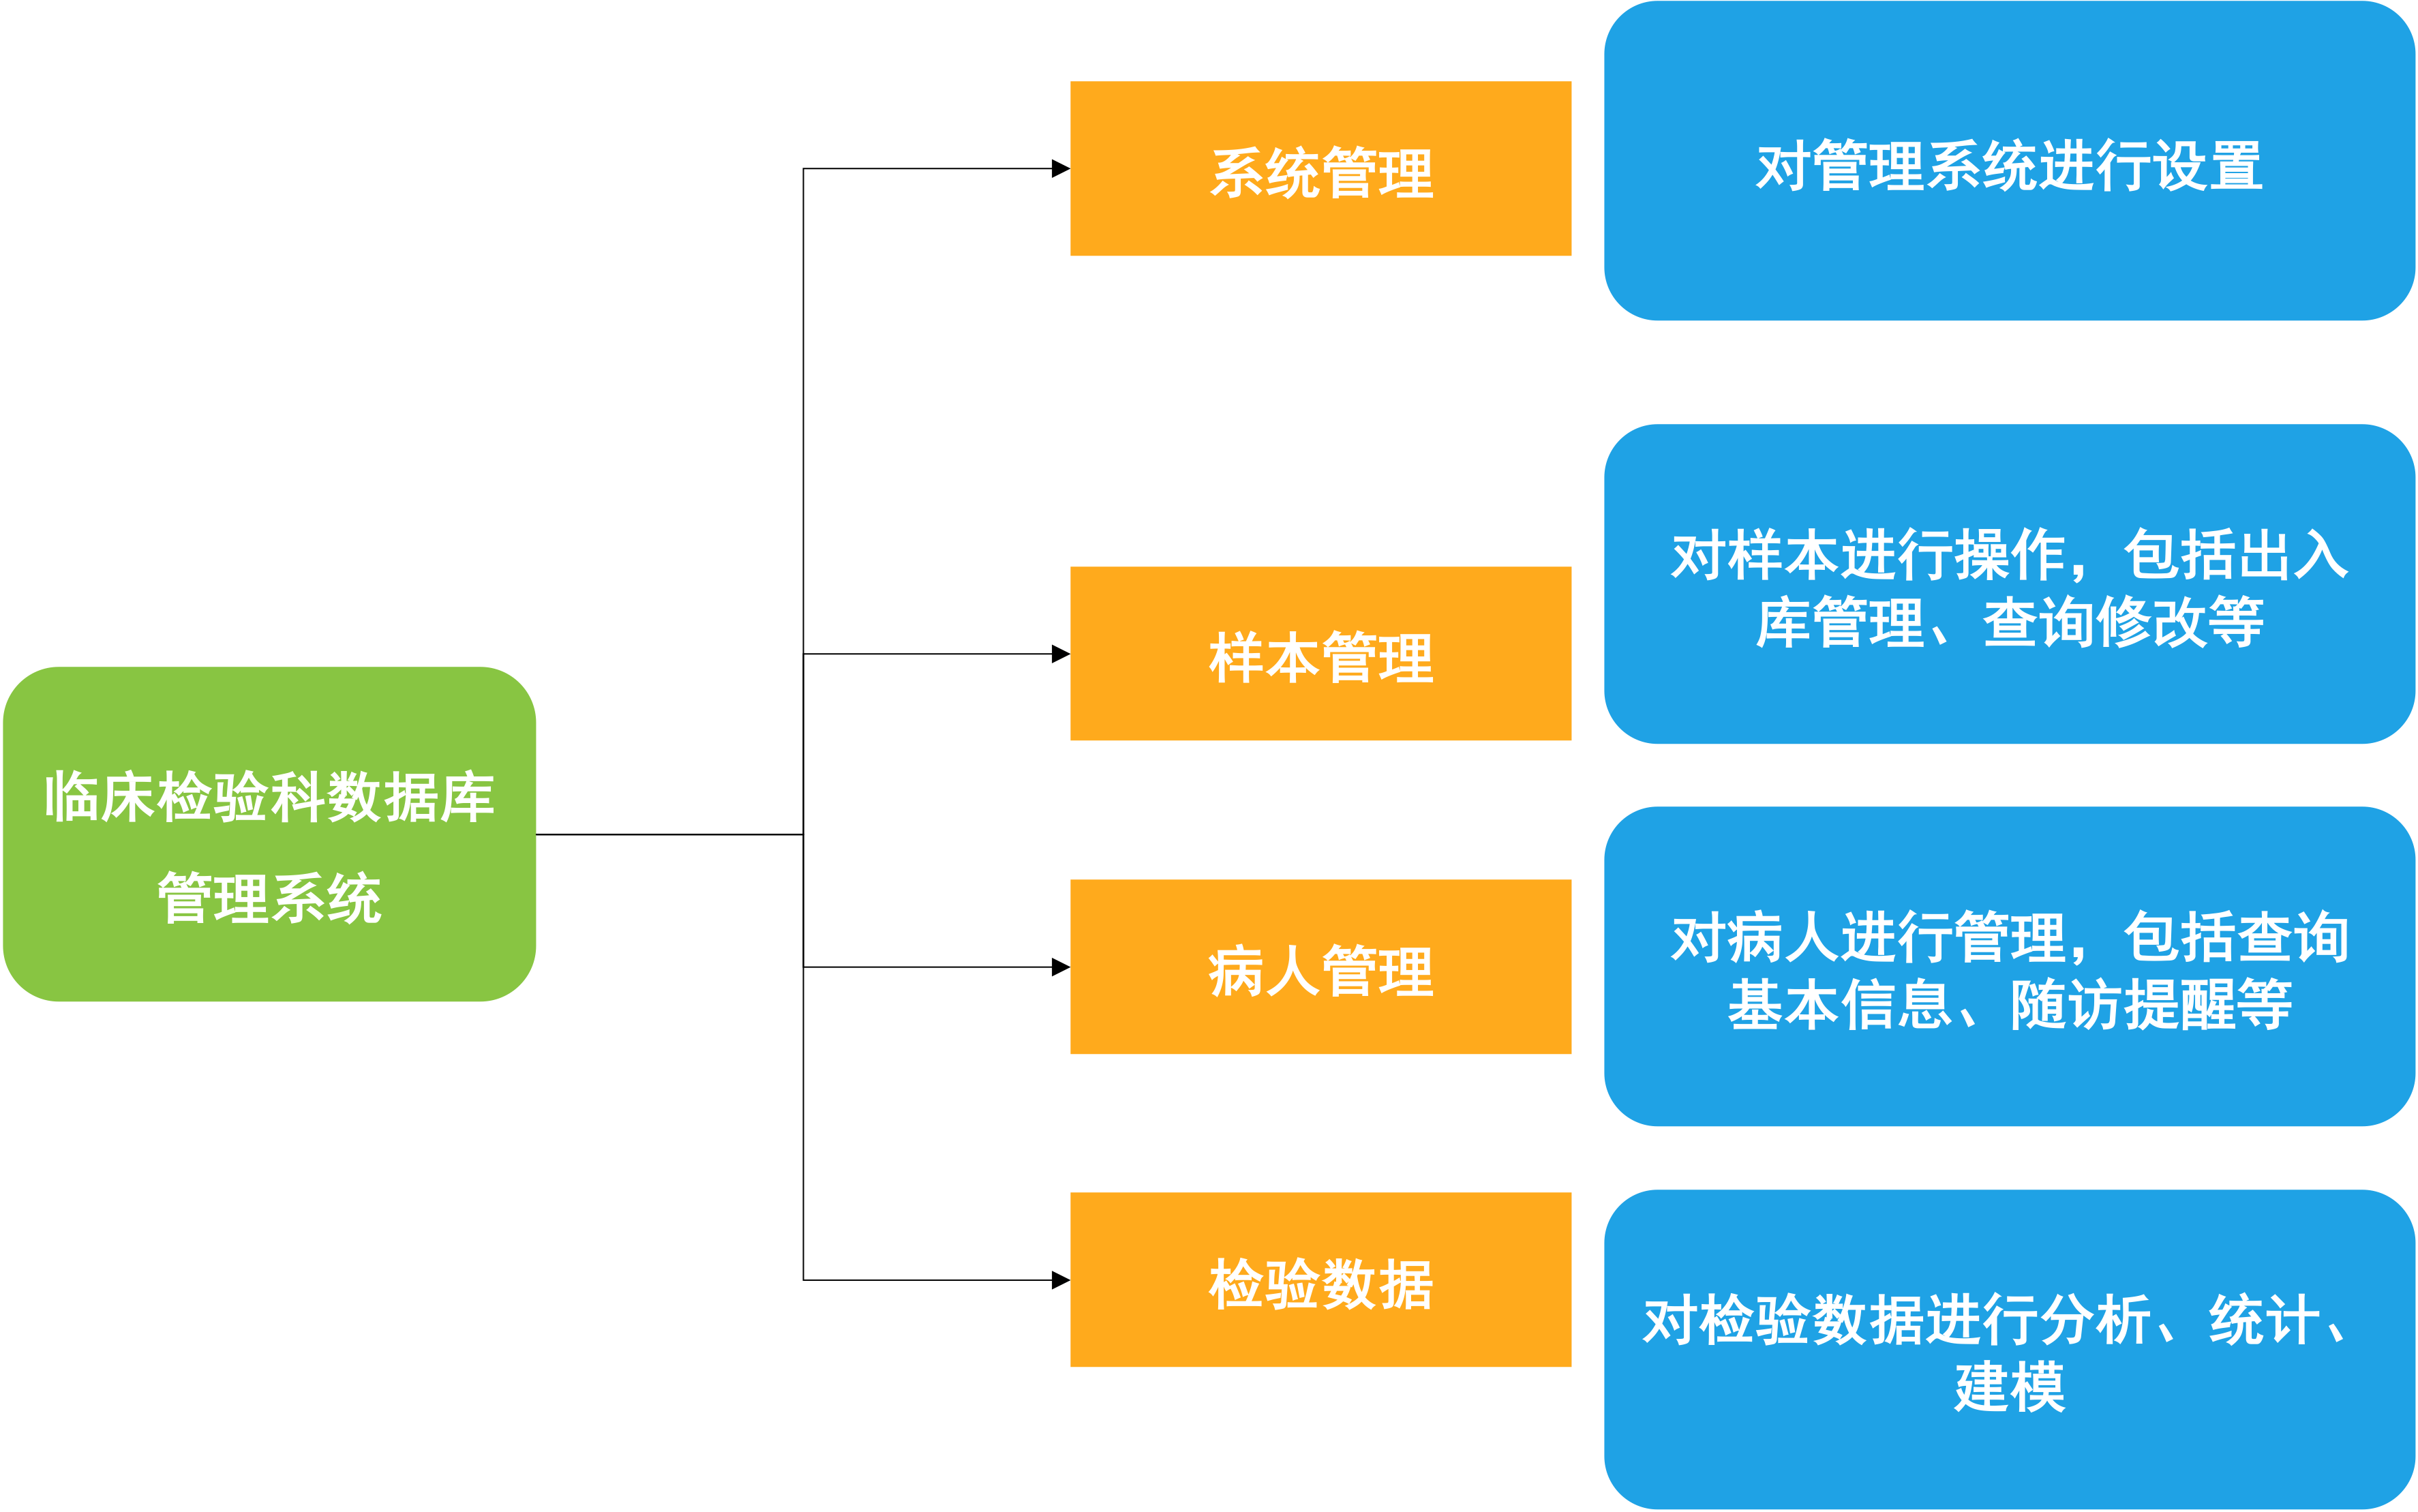 系统管理
对管理系统进行设置
样本管理
对样本进行操作，包括出入
库管理、查询修改等
临床检验科数据库
管理系统
病人管理
对病人进行管理，包括查询
基本信息、随访提醒等
检验数据
对检验数据进行分析、统计、
建模